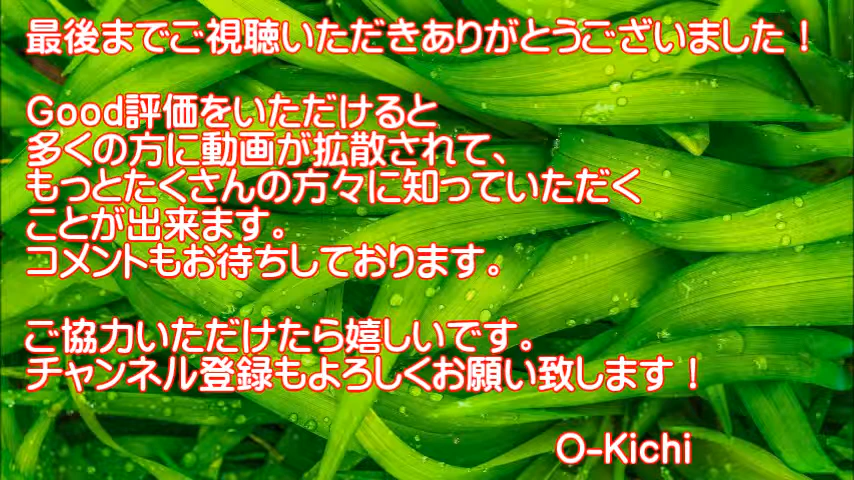 最後までご視聴いただきありがとうございました！
Good評価をいただけると
多くの方に動画が拡散されて、
もっとたくさんの方々に知っていただく
ことが出来ます。
コメントもお待ちしております。
ご協力いただけたら嬉しいです。
チャンネル登録もよろしくお願い致します！
O-Kichi